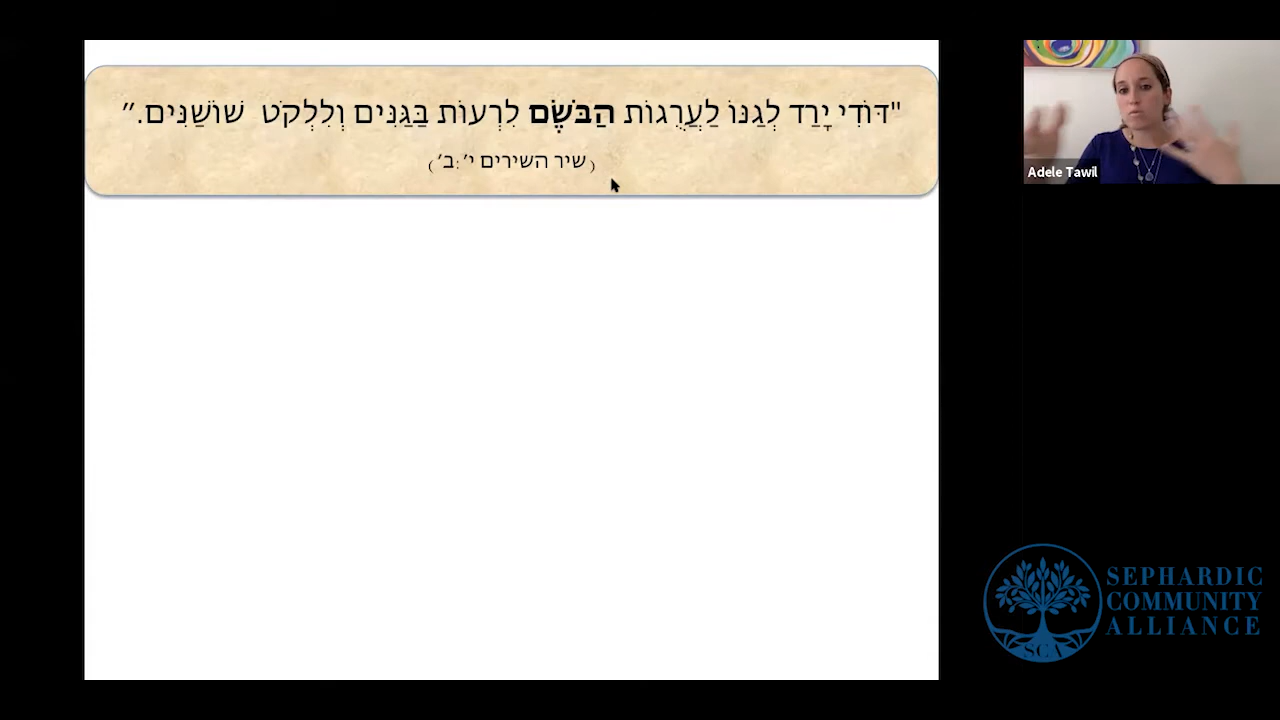 "דּוֹדִי יָרַד לְגַנּוֹ לַעֲרֻגוֹת הַבֹּשֶׂם לִרְעוֹת בַּגַּנִּים וְלִלְקֹט שׁוֹשַׁנִּים.״
(שיר השירים י׳:ב׳)
Adele Tawil
SEPHARDIC
COMMUNITY
ALLIANCE
SCA